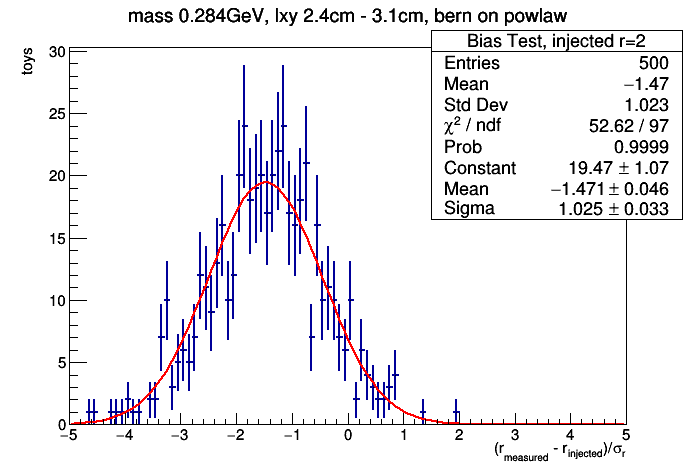 mass 0.284GeV, lxy 2.4cm - 3.1cm, bern on powlaw
Bias Test, injected r=2
Entries 500
Mean −1.47
Std Dev 1.023
χ² / ndf 52.62 / 97
Prob 0.9999
Constant 19.47 ± 1.07
Mean −1.471 ± 0.046
Sigma 1.025 ± 0.033
toys
30
25
20
15
10
5
0
−5 −4 −3 −2 −1 0 1 2 3 4 5
(r_measured - r_injected)/σ_r